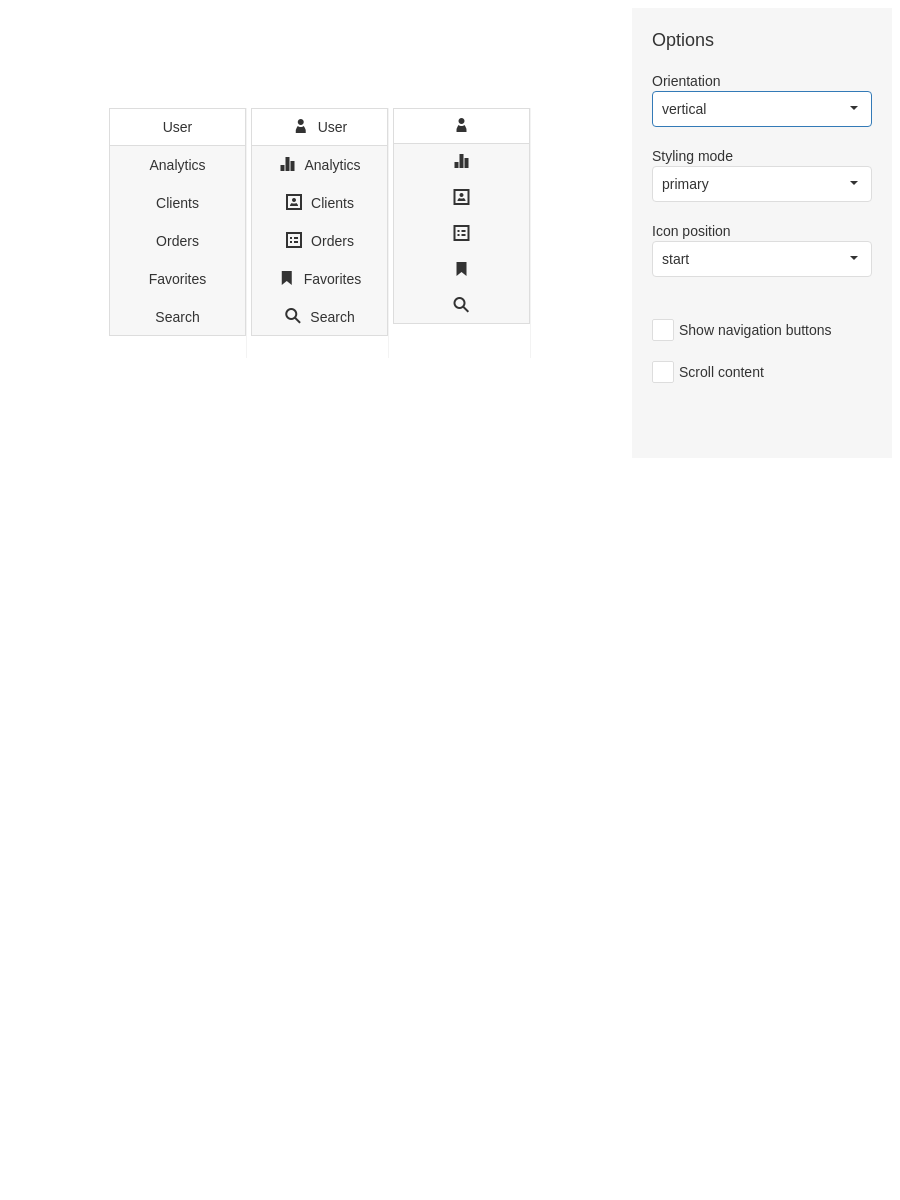 User
Analytics
Clients
Orders
Favorites
Search
User
Analytics
Clients
Orders
Favorites
Search
Options
Orientation
vertical
Styling mode
primary
Icon position
start
Show navigation buttons
Scroll content